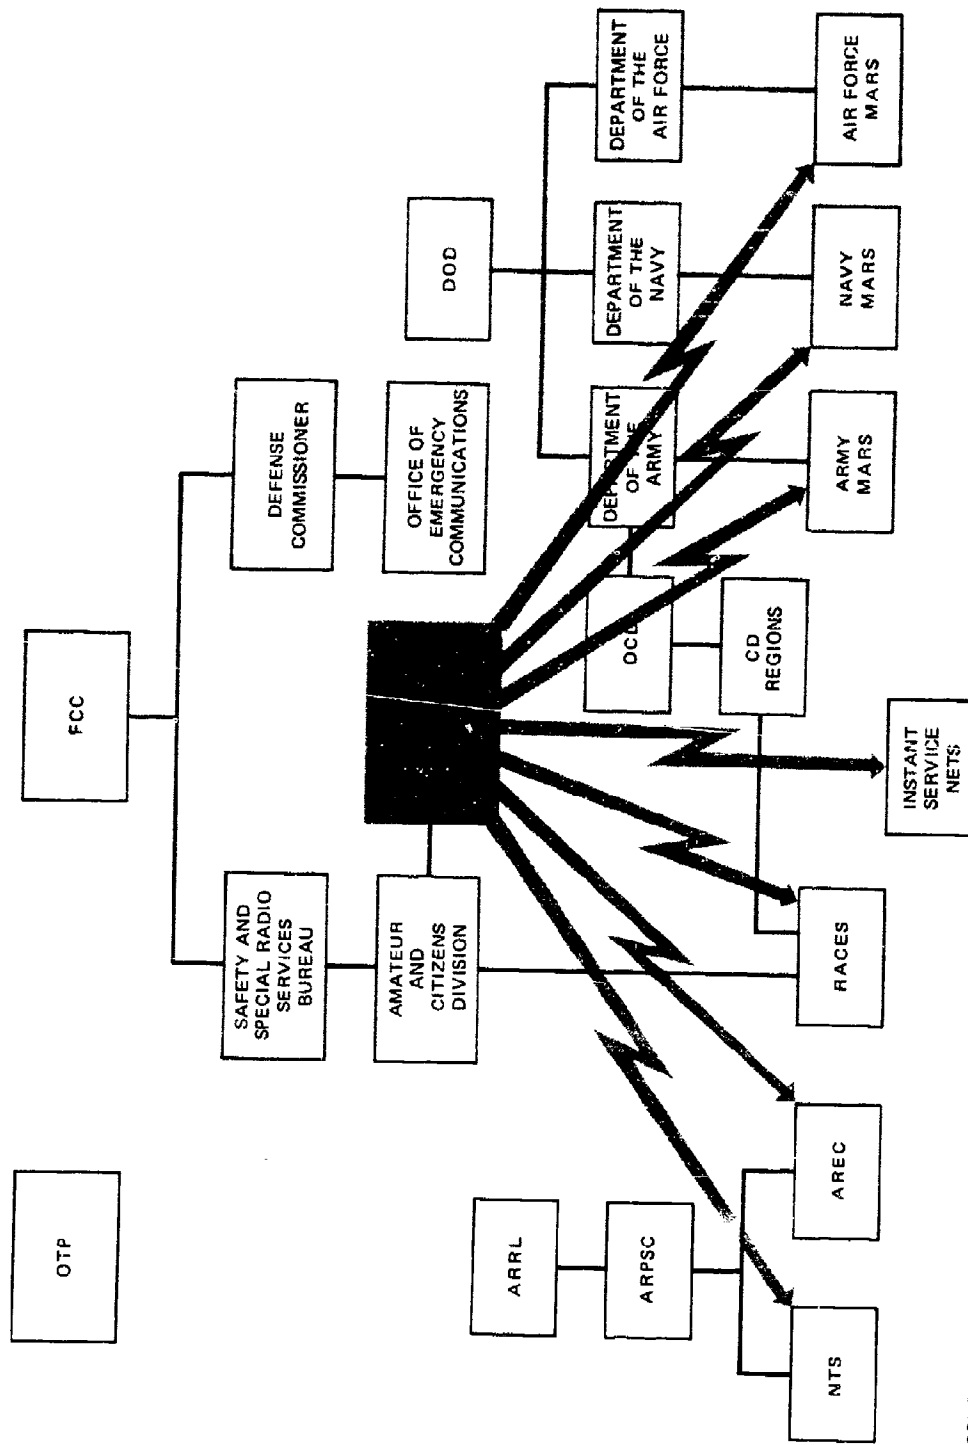 OTP
FCC
SAFETY AND
SPECIAL RADIO
SERVICES
BUREAU
DEFENSE
COMMISSIONER
AMATEUR
AND
CITIZENS
DIVISION
OFFICE OF
EMERGENCY
COMMUNICATIONS
DOD
ARRL
ARPSC
OCD
DEPARTMENT
OF THE
ARMY
DEPARTMENT
OF THE
NAVY
DEPARTMENT
OF THE
AIR FORCE
CD
REGIONS
NTS
AREC
RACES
INSTANT
SERVICE
NETS
ARMY
MARS
NAVY
MARS
AIR FORCE
MARS